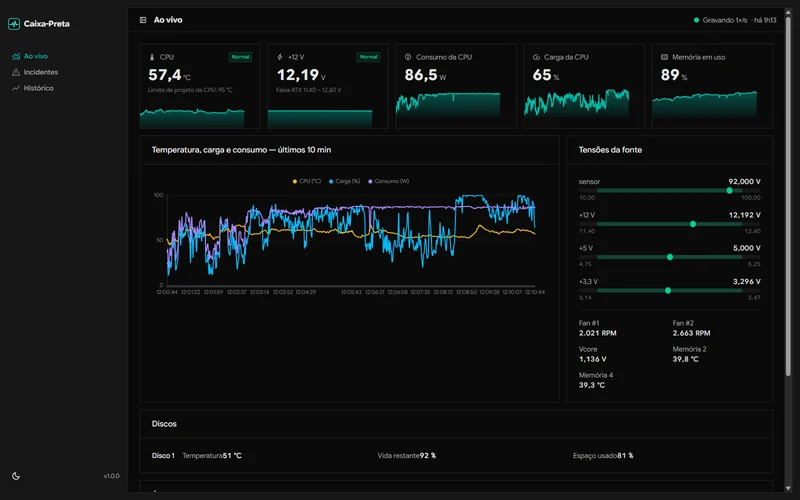 Caixa-Preta
Ao vivo
Incidentes
Histórico
v1.0.0
Ao vivo
Gravando 1×/s · há 1h13
CPU
Normal
57,4 °C
Limite de projeto da CPU: 95 °C
+12 V
Normal
12,19 V
Faixa ATX 11,40 – 12,60 V
Consumo da CPU
86,5 W
Carga da CPU
65 %
Memória em uso
89 %
Temperatura, carga e consumo — últimos 10 min
CPU (°C)
Carga (%)
Consumo (W)
100
50
0
12:00:44 12:01:22 12:01:59 12:02:37 12:03:14 12:03:52 12:04:29 12:05:43 12:06:21 12:06:58 12:07:35 12:08:12 12:08:50 12:09:28 12:10:07 12:10:44
Tensões da fonte
sensor 92,000 V
10,00 100,00
+12 V 12,192 V
11,40 12,60
+5 V 5,000 V
4,75 5,25
+3,3 V 3,296 V
3,14 3,47
Fan #1 Fan #2
2.021 RPM 2.663 RPM
Vcore Memória 2
1,136 V 39,8 °C
Memória 4
39,3 °C
Discos
Disco 1 Temperatura51 °C Vida restante92 % Espaço usado81 %